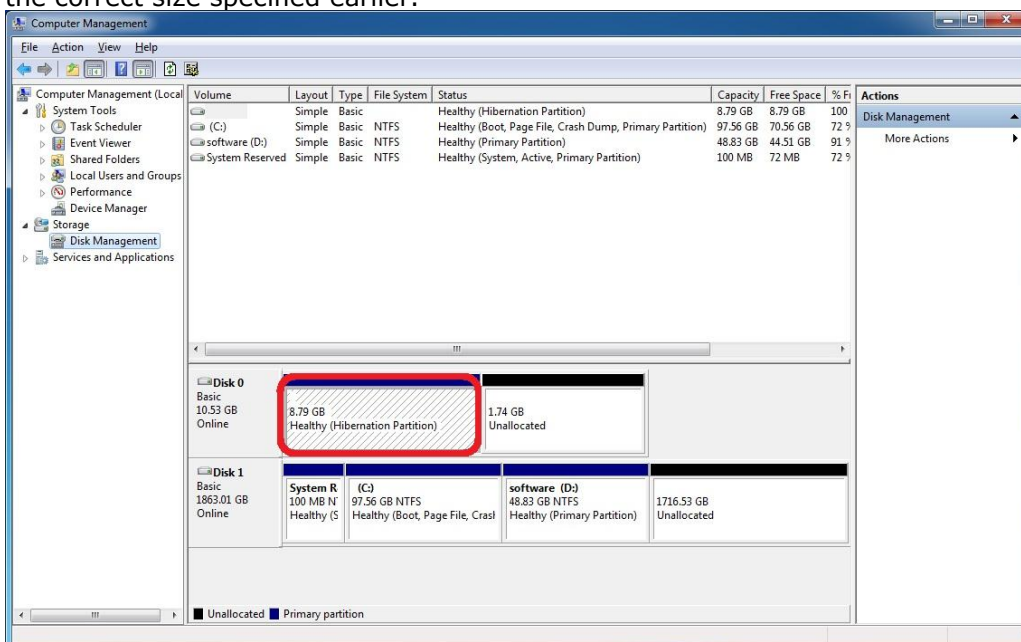 the correct size specified earlier.
Computer Management
File Action View Help
Computer Management (Local
System Tools
Task Scheduler
Event Viewer
Shared Folders
Local Users and Groups
Performance
Device Manager
Storage
Disk Management
Services and Applications
Volume Layout Type File System Status Capacity Free Space % Fr
Simple Basic Healthy (Hibernation Partition) 8.79 GB 8.79 GB 100
(C:) Simple Basic NTFS Healthy (Boot, Page File, Crash Dump, Primary Partition) 97.56 GB 70.56 GB 72 %
software (D:) Simple Basic NTFS Healthy (Primary Partition) 48.83 GB 44.51 GB 91 %
System Reserved Simple Basic NTFS Healthy (System, Active, Primary Partition) 100 MB 72 MB 72 %
Actions
Disk Management
More Actions
Disk 0
Basic
10.53 GB
Online
8.79 GB
Healthy (Hibernation Partition)
1.74 GB
Unallocated
Disk 1
Basic
1863.01 GB
Online
System R
100 MB N
Healthy (S
(C:)
97.56 GB NTFS
Healthy (Boot, Page File, Crash
software (D:)
48.83 GB NTFS
Healthy (Primary Partition)
1716.53 GB
Unallocated
Unallocated Primary partition